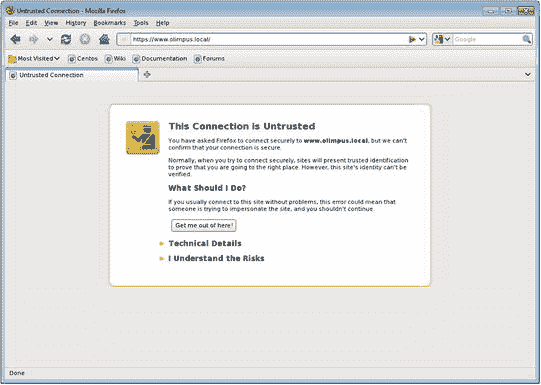 Untrusted Connection - Mozilla Firefox
File Edit View History Bookmarks Tools Help
https://www.olimpus.local/
Google
Most Visited Centos Wiki Documentation Forums
Untrusted Connection
This Connection is Untrusted
You have asked Firefox to connect securely to www.olimpus.local, but we can't
confirm that your connection is secure.
Normally, when you try to connect securely, sites will present trusted identification
to prove that you are going to the right place. However, this site's identity can't be
verified.
What Should I Do?
If you usually connect to this site without problems, this error could mean that
someone is trying to impersonate the site, and you shouldn't continue.
Get me out of here!
Technical Details
I Understand the Risks
Done